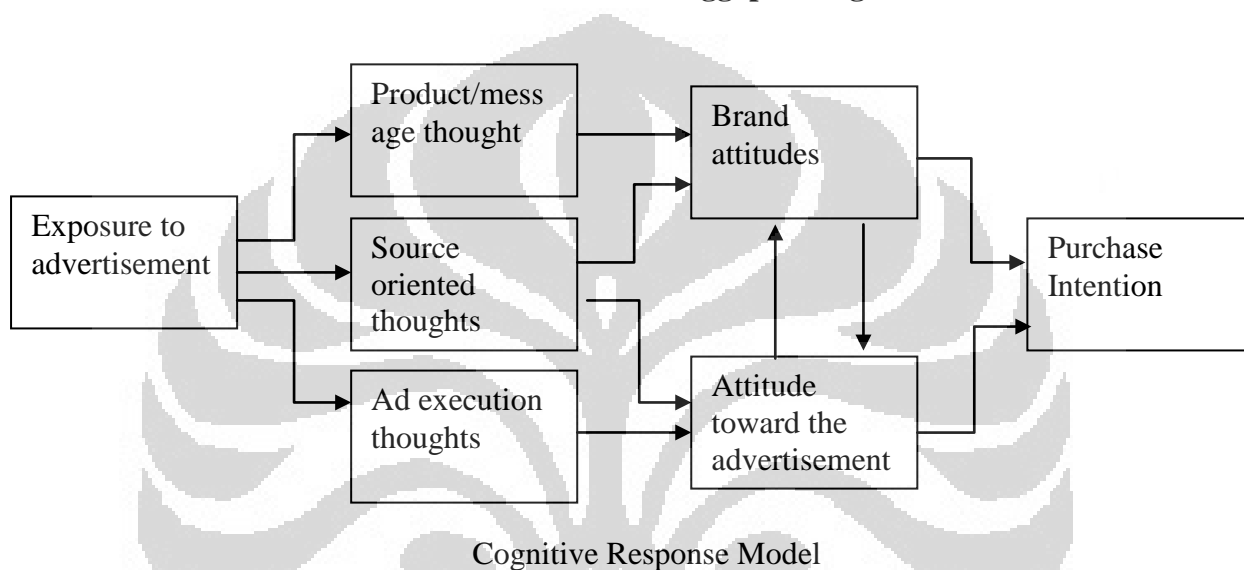 Product/mess
age thought
Brand
attitudes
Exposure to
advertisement
Source
oriented
thoughts
Purchase
Intention
Ad execution
thoughts
Attitude
toward the
advertisement
Cognitive Response Model